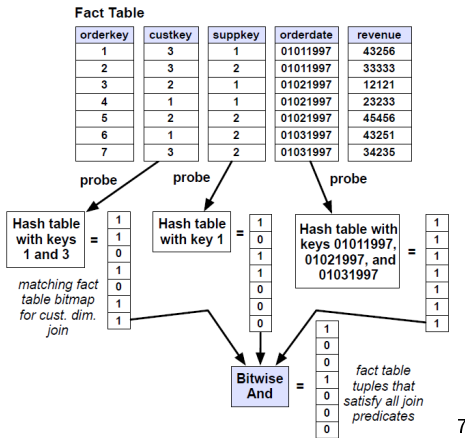 Fact Table
orderkey custkey suppkey orderdate revenue
1 3 1 01011997 43256
2 3 2 01011997 33333
3 2 1 01021997 12121
4 1 1 01021997 23233
5 2 2 01021997 45456
6 1 2 01031997 43251
7 3 2 01031997 34235
probe
probe
probe
Hash table
with keys
1 and 3
=
1
1
0
1
0
1
1
matching fact
table bitmap
for cust. dim.
join
Hash table
with key 1
=
1
0
1
1
0
0
0
Hash table with
keys 01011997,
01021997, and
01031997
=
1
1
1
1
1
1
1
Bitwise
And
=
1
0
0
1
0
0
0
fact table
tuples that
satisfy all join
predicates
7